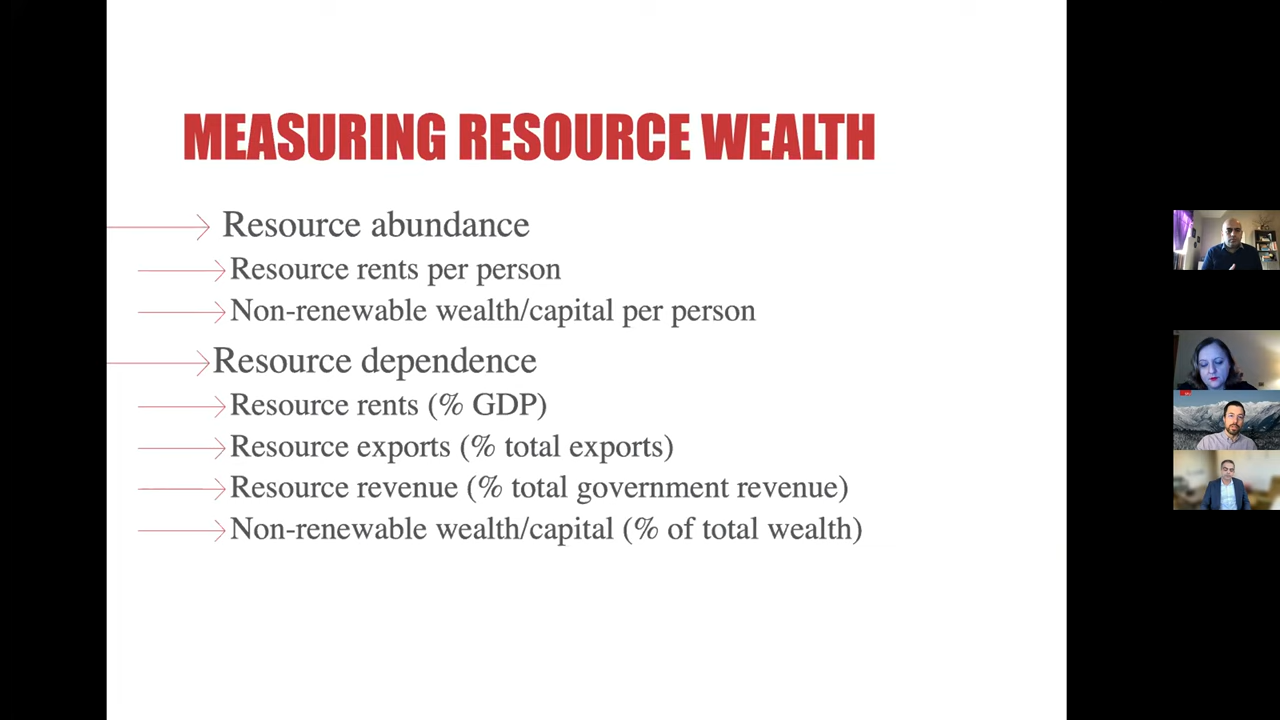 MEASURING RESOURCE WEALTH
Resource abundance
Resource rents per person
Non-renewable wealth/capital per person
Resource dependence
Resource rents (% GDP)
Resource exports (% total exports)
Resource revenue (% total government revenue)
Non-renewable wealth/capital (% of total wealth)